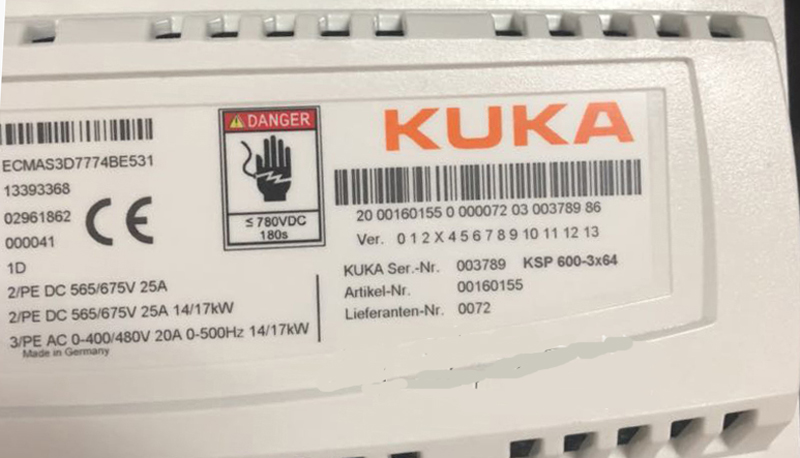 ECMAS3D7774BE531
13393368
02961862
000041
1D
2/PE DC 565/675V 25A
2/PE DC 565/675V 25A 14/17kW
3/PE AC 0-400/480V 20A 0-500Hz 14/17kW
Made in Germany
CE
DANGER
≤ 780VDC
180s
KUKA
20 00160155 0 000072 03 003789 86
Ver. 0 1 2 X 4 5 6 7 8 9 10 11 12 13
KUKA Ser.-Nr. 003789 KSP 600-3x64
Artikel-Nr. 00160155
Lieferanten-Nr. 0072